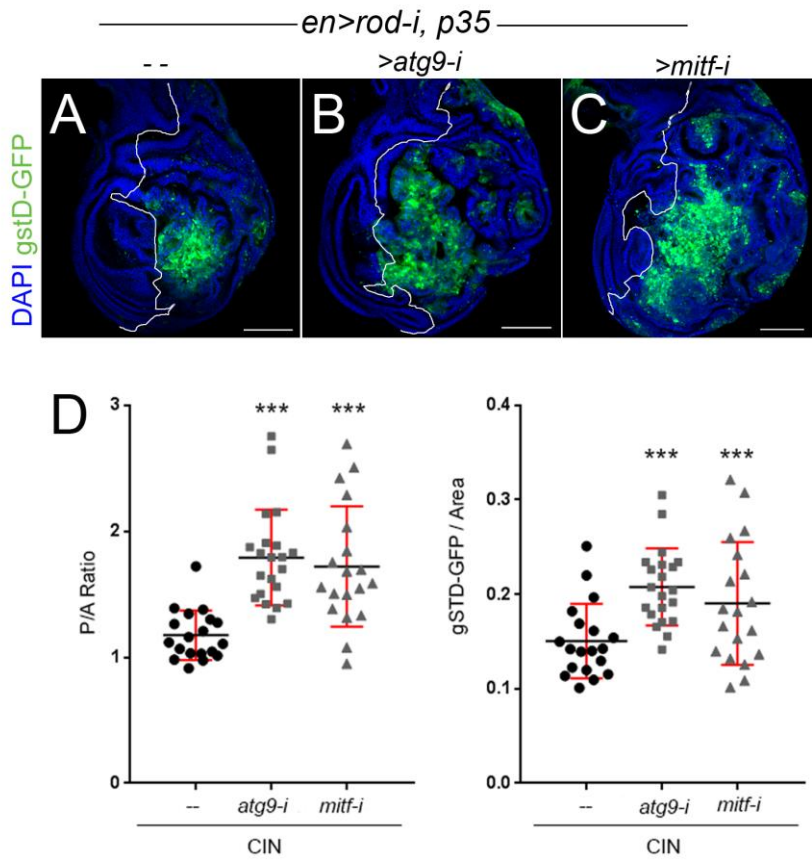 en>rod-i, p35
- - >atg9-i >mitf-i
A B C
DAPI gstD-GFP
D
3
2
1
0
P/A Ratio
*** ***
-- atg9-i mitf-i
CIN
0.4
0.3
0.2
0.1
0.0
gSTD-GFP / Area
*** ***
-- atg9-i mitf-i
CIN